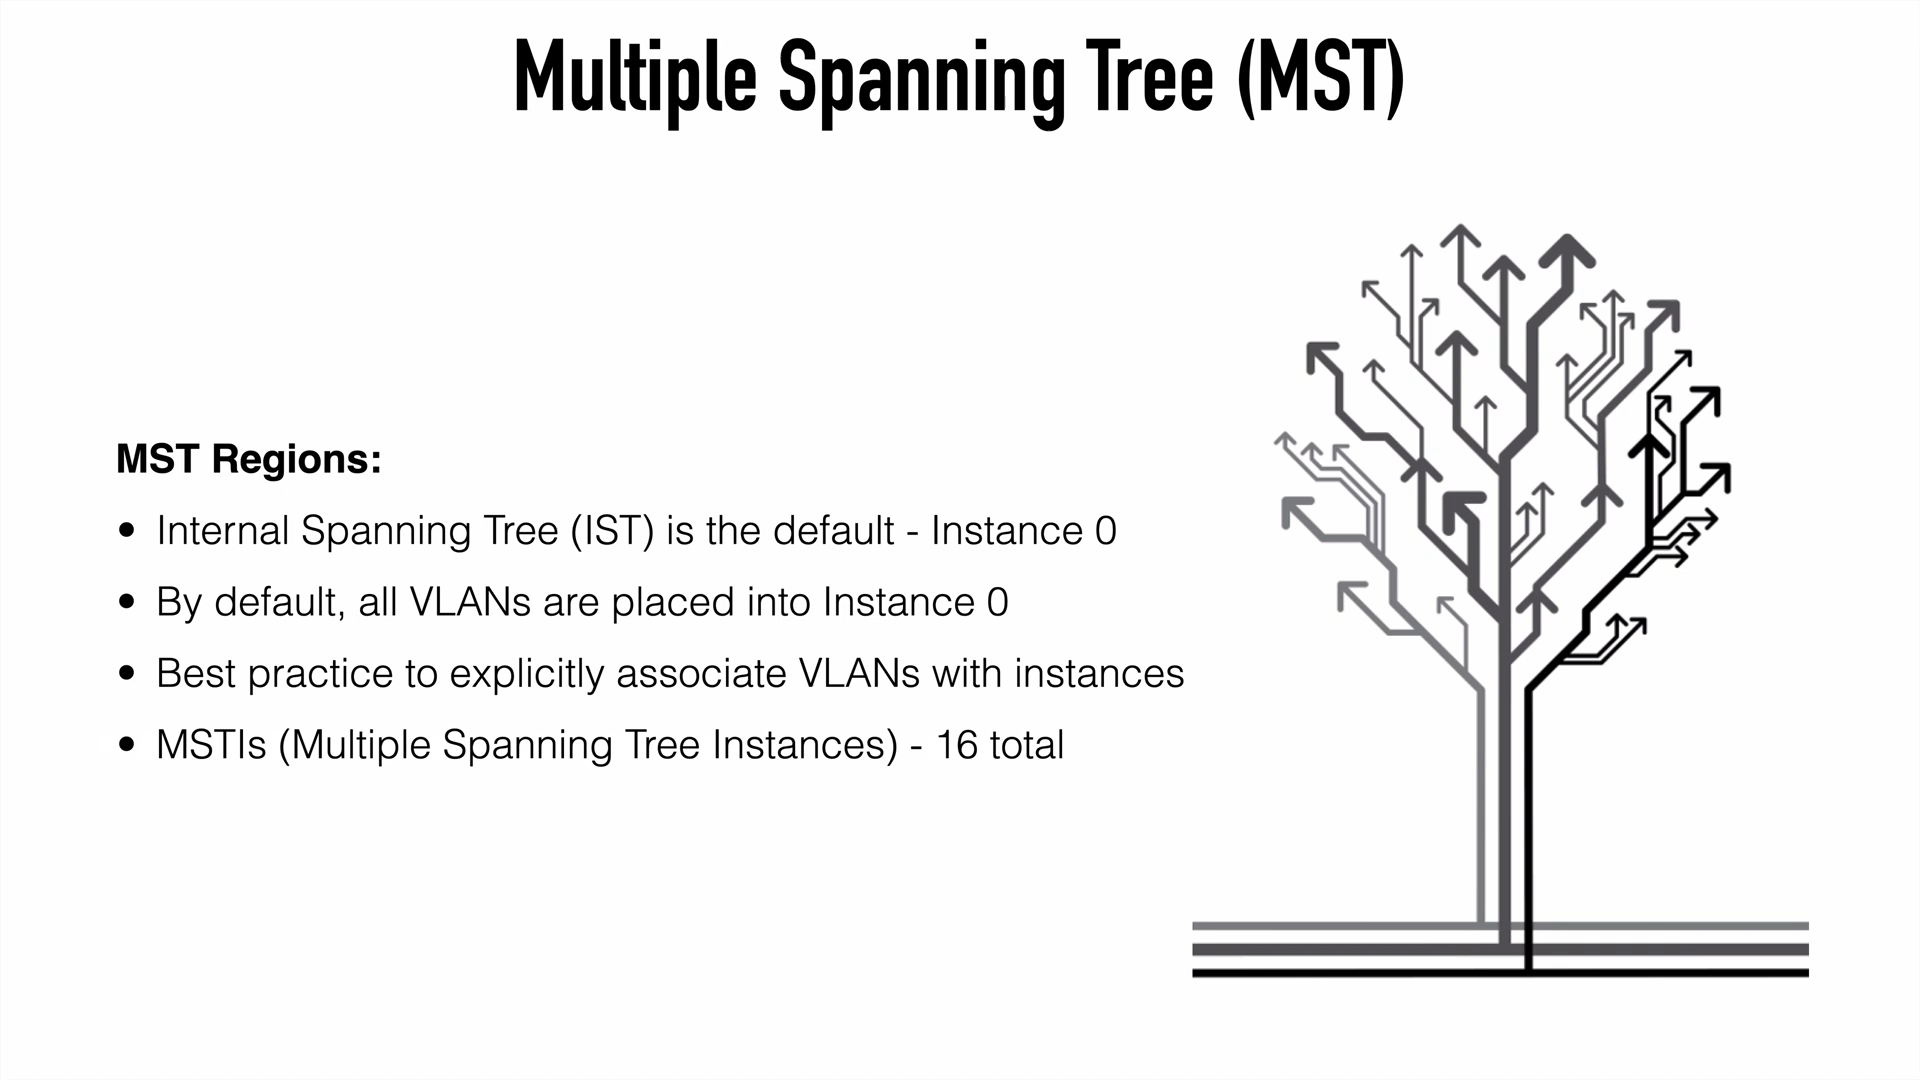 Multiple Spanning Tree (MST)
MST Regions:
• Internal Spanning Tree (IST) is the default - Instance 0
• By default, all VLANs are placed into Instance 0
• Best practice to explicitly associate VLANs with instances
• MSTIs (Multiple Spanning Tree Instances) - 16 total